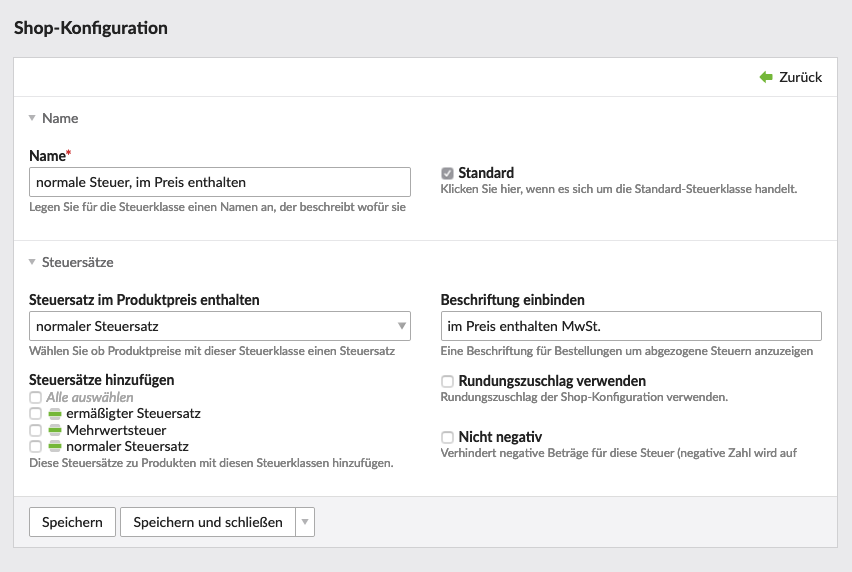 Shop-Konfiguration
Zurück
Name
Name*
normale Steuer, im Preis enthalten
Legen Sie für die Steuerklasse einen Namen an, der beschreibt wofür sie
Standard
Klicken Sie hier, wenn es sich um die Standard-Steuerklasse handelt.
Steuersätze
Steuersatz im Produktpreis enthalten
normaler Steuersatz
Wählen Sie ob Produktpreise mit dieser Steuerklasse einen Steuersatz
Beschriftung einbinden
im Preis enthalten MwSt.
Eine Beschriftung für Bestellungen um abgezogene Steuern anzuzeigen
Steuersätze hinzufügen
Alle auswählen
ermäßigter Steuersatz
Mehrwertsteuer
normaler Steuersatz
Diese Steuersätze zu Produkten mit diesen Steuerklassen hinzufügen.
Rundungszuschlag verwenden
Rundungszuschlag der Shop-Konfiguration verwenden.
Nicht negativ
Verhindert negative Beträge für diese Steuer (negative Zahl wird auf
Speichern
Speichern und schließen